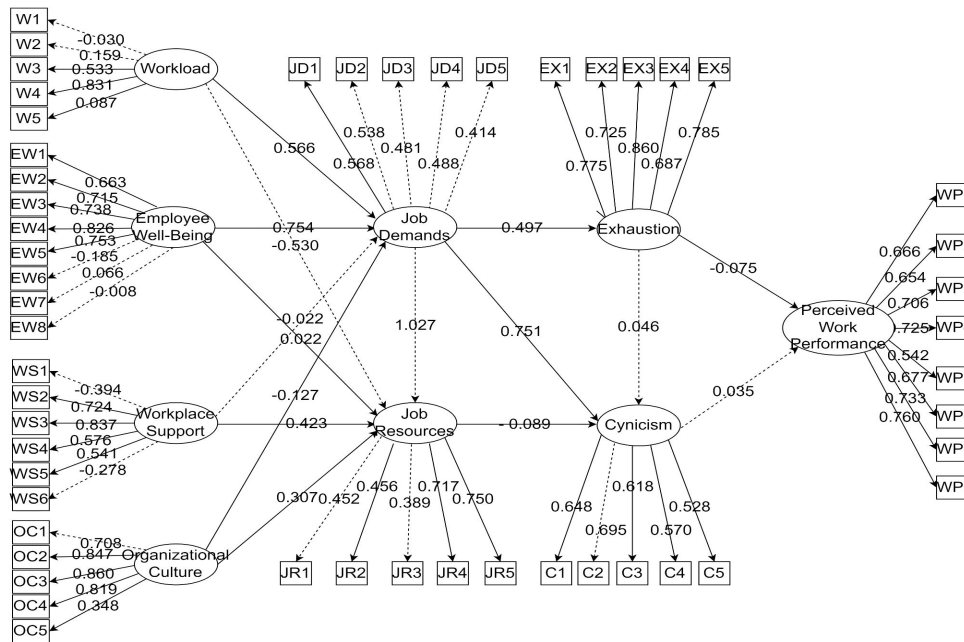 W1
W2
W3
W4
W5
-0.030
0.159
0.533
0.831
0.087
Workload
EW1
EW2
EW3
EW4
EW5
EW6
EW7
EW8
0.663
0.715
0.738
0.826
0.753
-0.185
0.066
-0.008
Employee
Well-Being
WS1
WS2
WS3
WS4
WS5
WS6
-0.394
0.724
0.837
0.576
0.541
-0.278
Workplace
Support
OC1
OC2
OC3
OC4
OC5
0.708
0.847
0.860
0.819
0.348
Organizational
Culture
0.566
0.754
-0.530
-0.022
0.022
-0.127
0.423
0.307
JD1
JD2
JD3
JD4
JD5
0.568
0.538
0.481
0.488
0.414
Job
Demands
1.027
Job
Resources
0.452
0.456
0.389
0.717
0.750
JR1
JR2
JR3
JR4
JR5
0.497
0.751
-0.089
EX1
EX2
EX3
EX4
EX5
0.775
0.725
0.860
0.687
0.785
Exhaustion
0.046
Cynicism
0.648
0.695
0.618
0.570
0.528
C1
C2
C3
C4
C5
-0.075
0.035
Perceived
Work
Performance
0.666
0.654
0.706
0.725
0.542
0.677
0.733
0.760
WP
WP
WP
WP
WP
WP
WP
WP